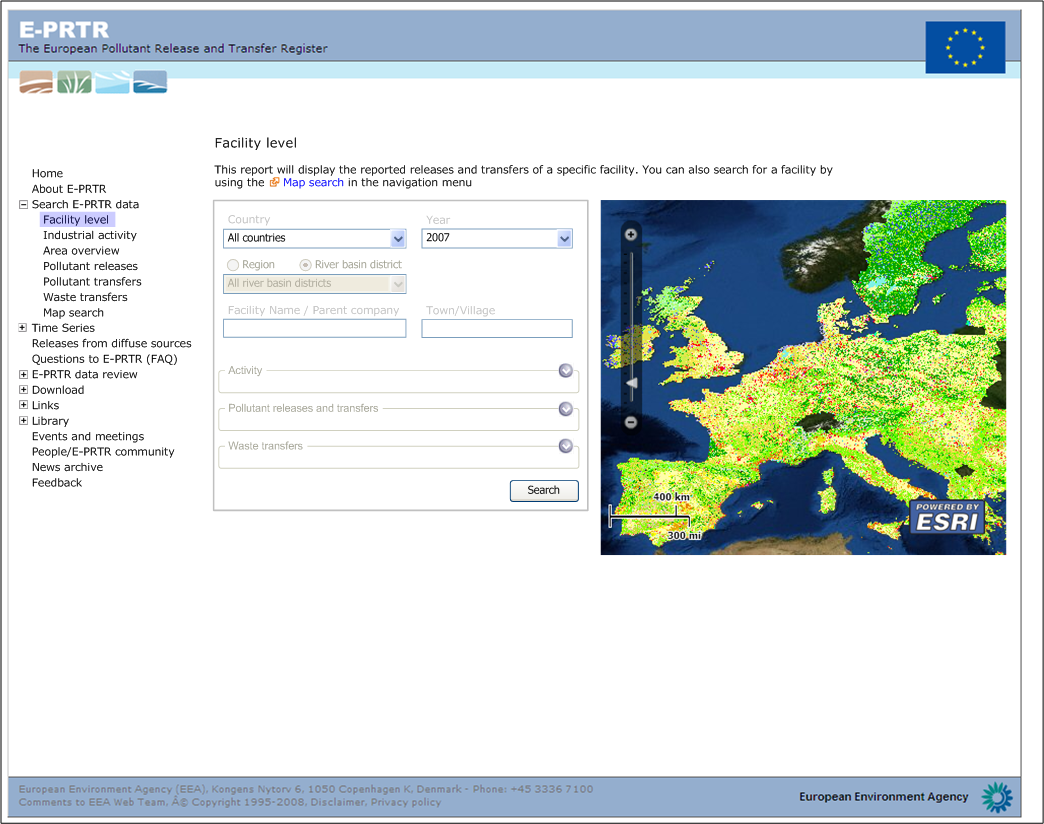 E-PRTR
The European Pollutant Release and Transfer Register
Home
About E-PRTR
Search E-PRTR data
Facility level
Industrial activity
Area overview
Pollutant releases
Pollutant transfers
Waste transfers
Map search
Time Series
Releases from diffuse sources
Questions to E-PRTR (FAQ)
E-PRTR data review
Download
Links
Library
Events and meetings
People/E-PRTR community
News archive
Feedback
Facility level
This report will display the reported releases and transfers of a specific facility. You can also search for a facility by
using the Map search in the navigation menu
Country Year
All countries 2007
Region River basin district
All river basin districts
Facility Name / Parent company Town/Village
Activity
Pollutant releases and transfers
Waste transfers
Search
400 km
300 mi
POWERED BY
ESRI
European Environment Agency (EEA), Kongens Nytorv 6, 1050 Copenhagen K, Denmark - Phone: +45 3336 7100
Comments to EEA Web Team, Â© Copyright 1995-2008. Disclaimer. Privacy policy
European Environment Agency